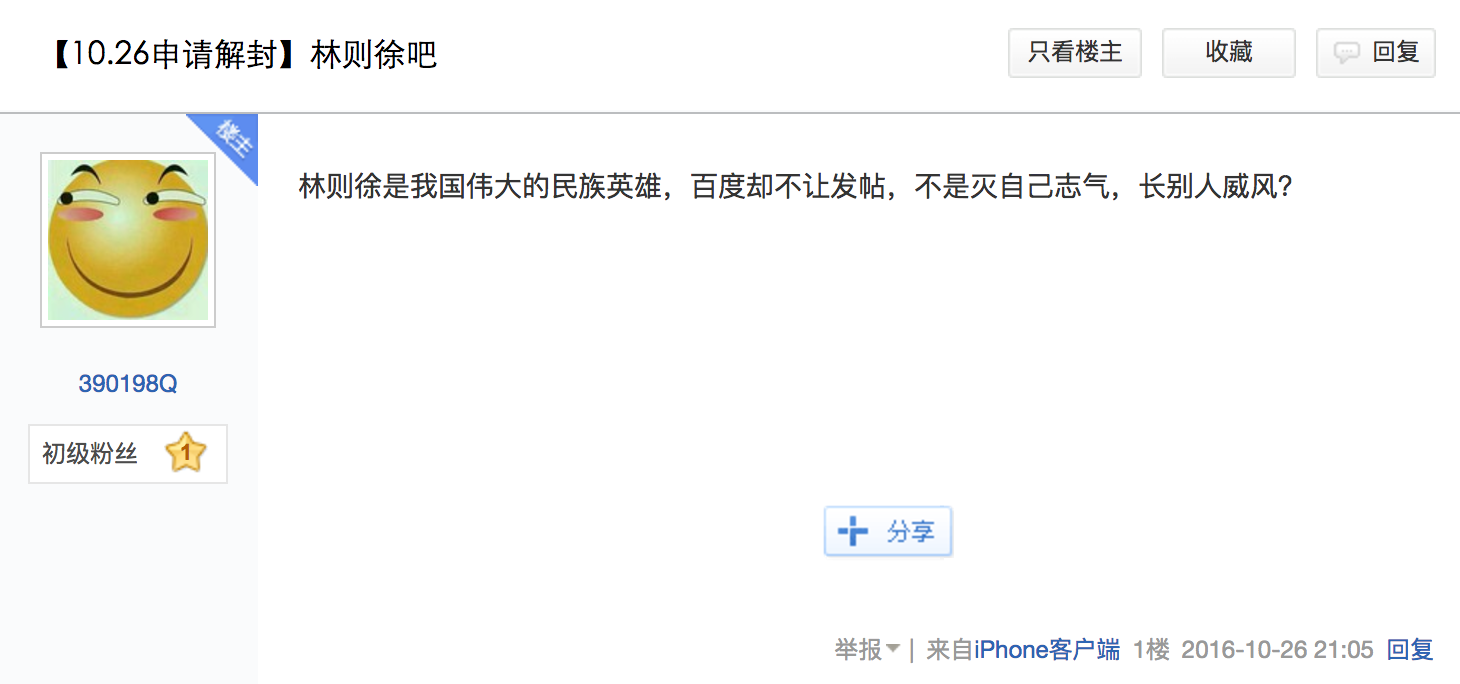 【10.26申请解封】林则徐吧
只看楼主
收藏
回复
楼主
林则徐是我国伟大的民族英雄，百度却不让发帖，不是灭自己志气，长别人威风？
390198Q
初级粉丝 1
分享
举报 | 来自iPhone客户端 1楼 2016-10-26 21:05 回复